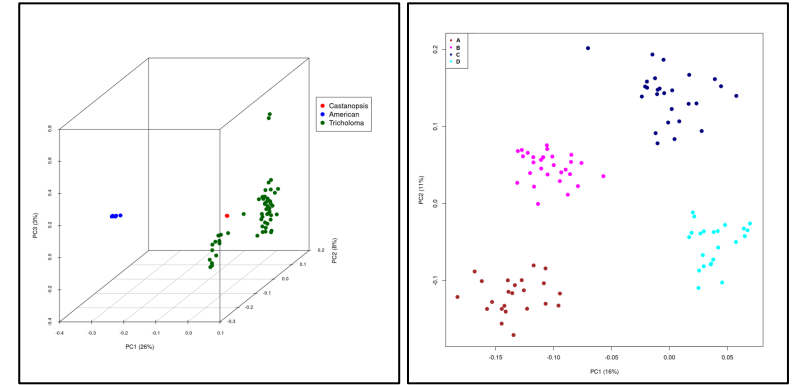 Castanopsis
American
Tricholoma
PC3 (3%)
0.8
0.6
0.4
0.2
0.0
-0.2
-0.4
-0.4
-0.3
-0.2
-0.1
0.0
0.1
PC1 (26%)
-0.3
-0.2
-0.1
0.0
0.1
0.2
PC2 (8%)
A
B
C
D
PC2 (11%)
0.2
0.1
0.0
-0.1
-0.15
-0.10
-0.05
0.00
0.05
PC1 (16%)